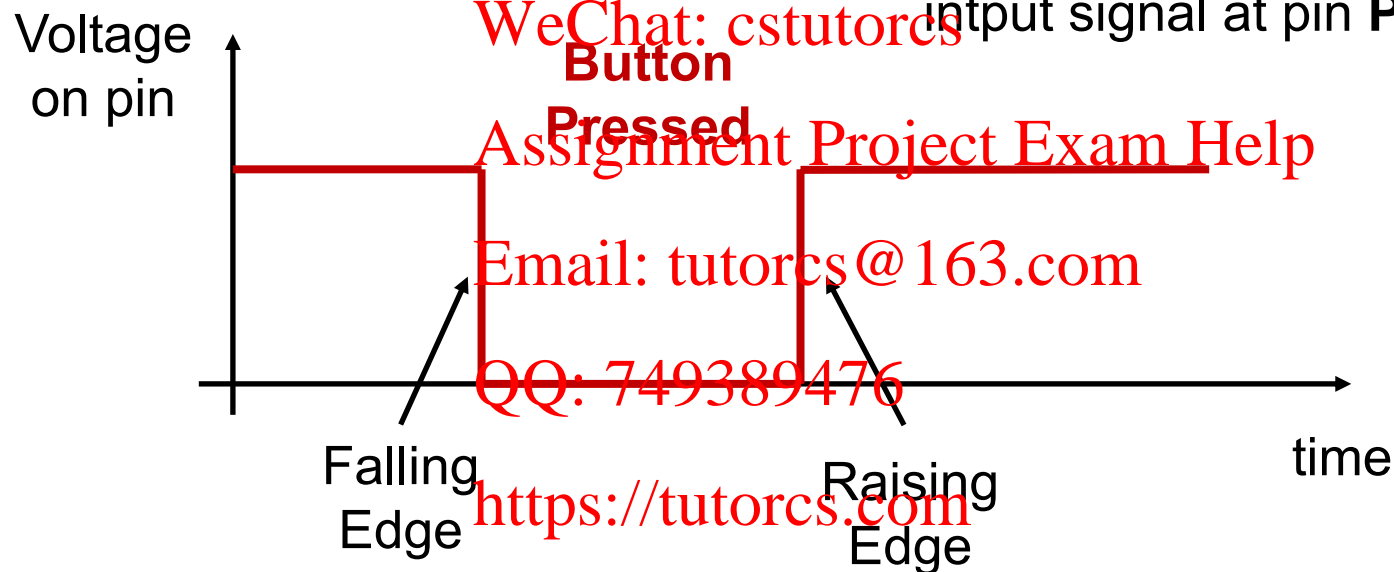 WeChat: cstutorcs
intput signal at pin P
Voltage
on pin
Button
Pressed
Assignment Project Exam Help
Email: tutorcs@163.com
QQ: 749389476
Falling
Edge
Raising
Edge
time
https://tutorcs.com